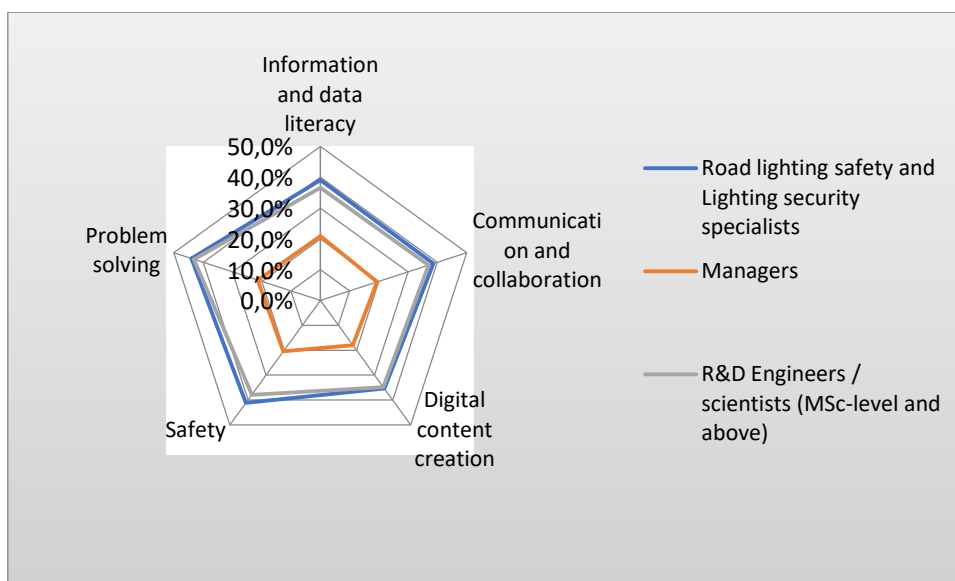 Information
and data
literacy
50,0%
40,0%
30,0%
20,0%
10,0%
0,0%
Communicati
on and
collaboration
Digital
content
creation
Safety
Problem
solving
Road lighting safety and
Lighting security
specialists
Managers
R&D Engineers /
scientists (MSc-level and
above)